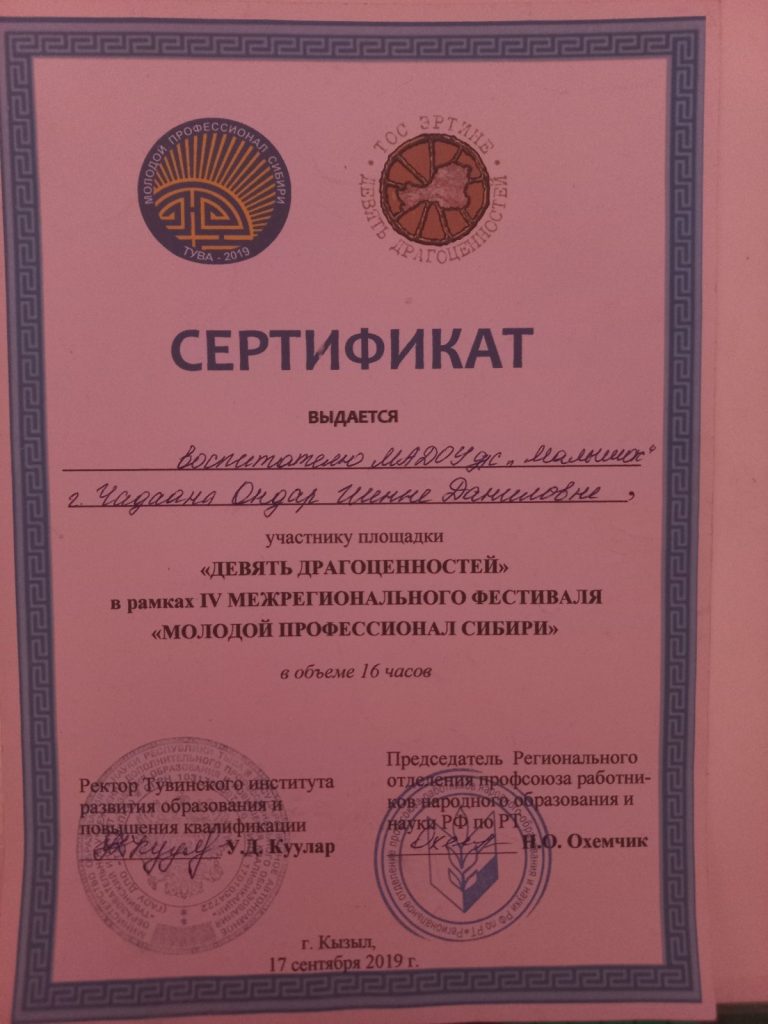 МОЛОДОЙ ПРОФЕССИОНАЛ СИБИРИ
ТУВА - 2019
ТОС ЭРТИНЕ
ДЕВЯТЬ ДРАГОЦЕННОСТЕЙ
СЕРТИФИКАТ
ВЫДАЕТСЯ
воспитателю МАДОУ д/с „Малышок“
г. Чадаана Ондар Шенне Даниловне,
участнику площадки
«ДЕВЯТЬ ДРАГОЦЕННОСТЕЙ»
в рамках IV МЕЖРЕГИОНАЛЬНОГО ФЕСТИВАЛЯ
«МОЛОДОЙ ПРОФЕССИОНАЛ СИБИРИ»
в объеме 16 часов
Ректор Тувинского института
развития образования и
повышения квалификации
У.Д. Куулар
Председатель Регионального
отделения профсоюза работни-
ков народного образования и
науки РФ по РТ
Н.О. Охемчик
г. Кызыл,
17 сентября 2019 г.